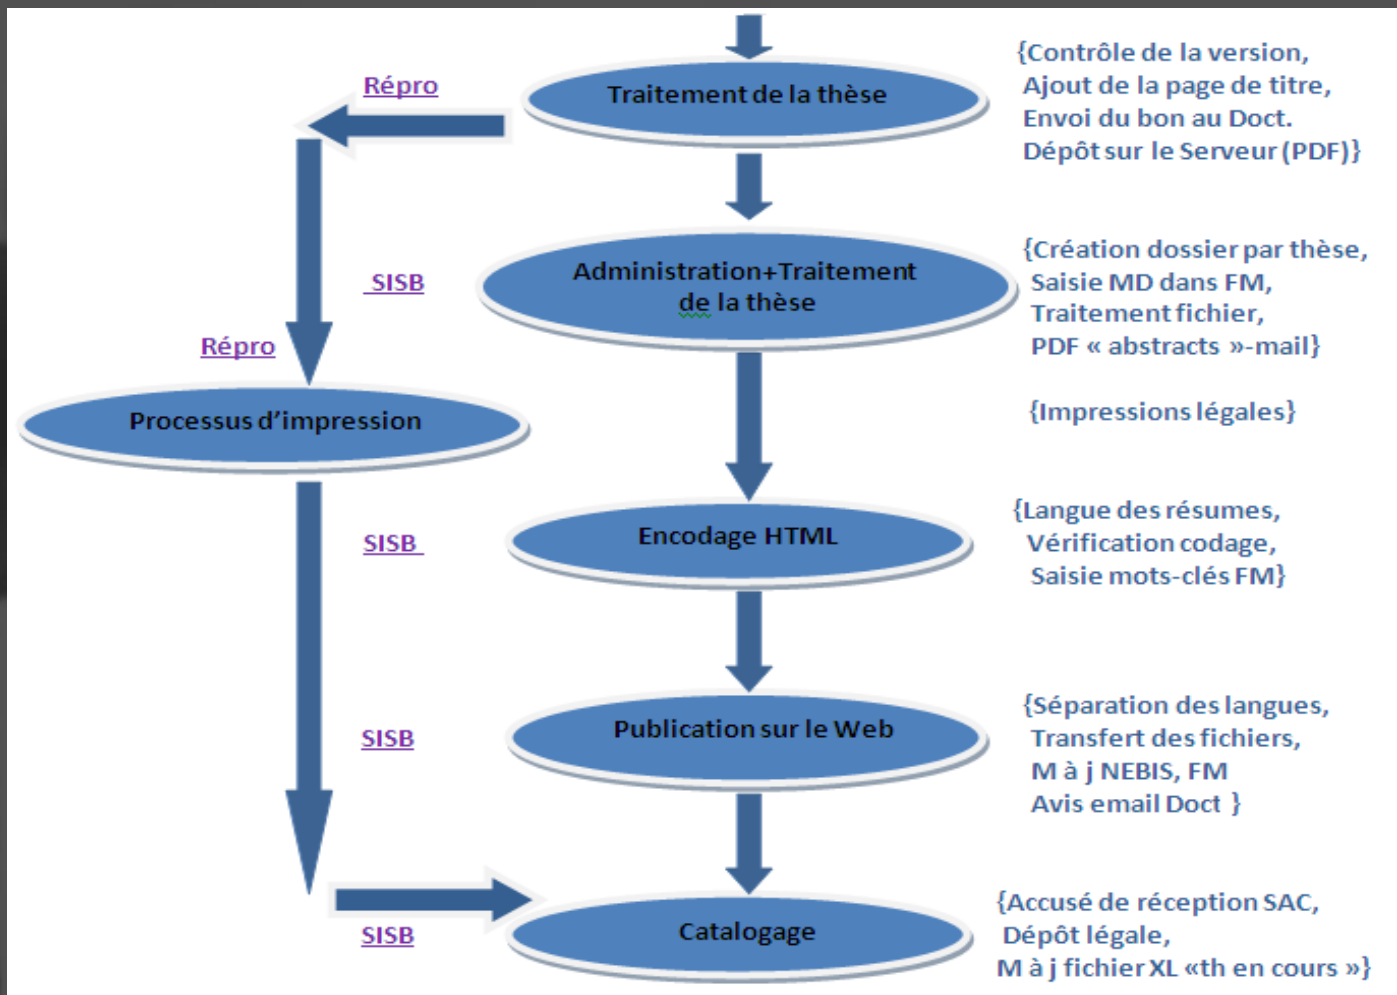 Répro
Traitement de la thèse
{Contrôle de la version,
Ajout de la page de titre,
Envoi du bon au Doct.
Dépôt sur le Serveur (PDF)}
SISB
Administration+Traitement
de la thèse
{Création dossier par thèse,
Saisie MD dans FM,
Traitement fichier,
PDF « abstracts »-mail}
Répro
Processus d’impression
{Impressions légales}
SISB
Encodage HTML
{Langue des résumes,
Vérification codage,
Saisie mots-clés FM}
SISB
Publication sur le Web
{Séparation des langues,
Transfert des fichiers,
M à j NEBIS, FM
Avis email Doct }
SISB
Catalogage
{Accusé de réception SAC,
Dépôt légale,
M à j fichier XL «th en cours »}